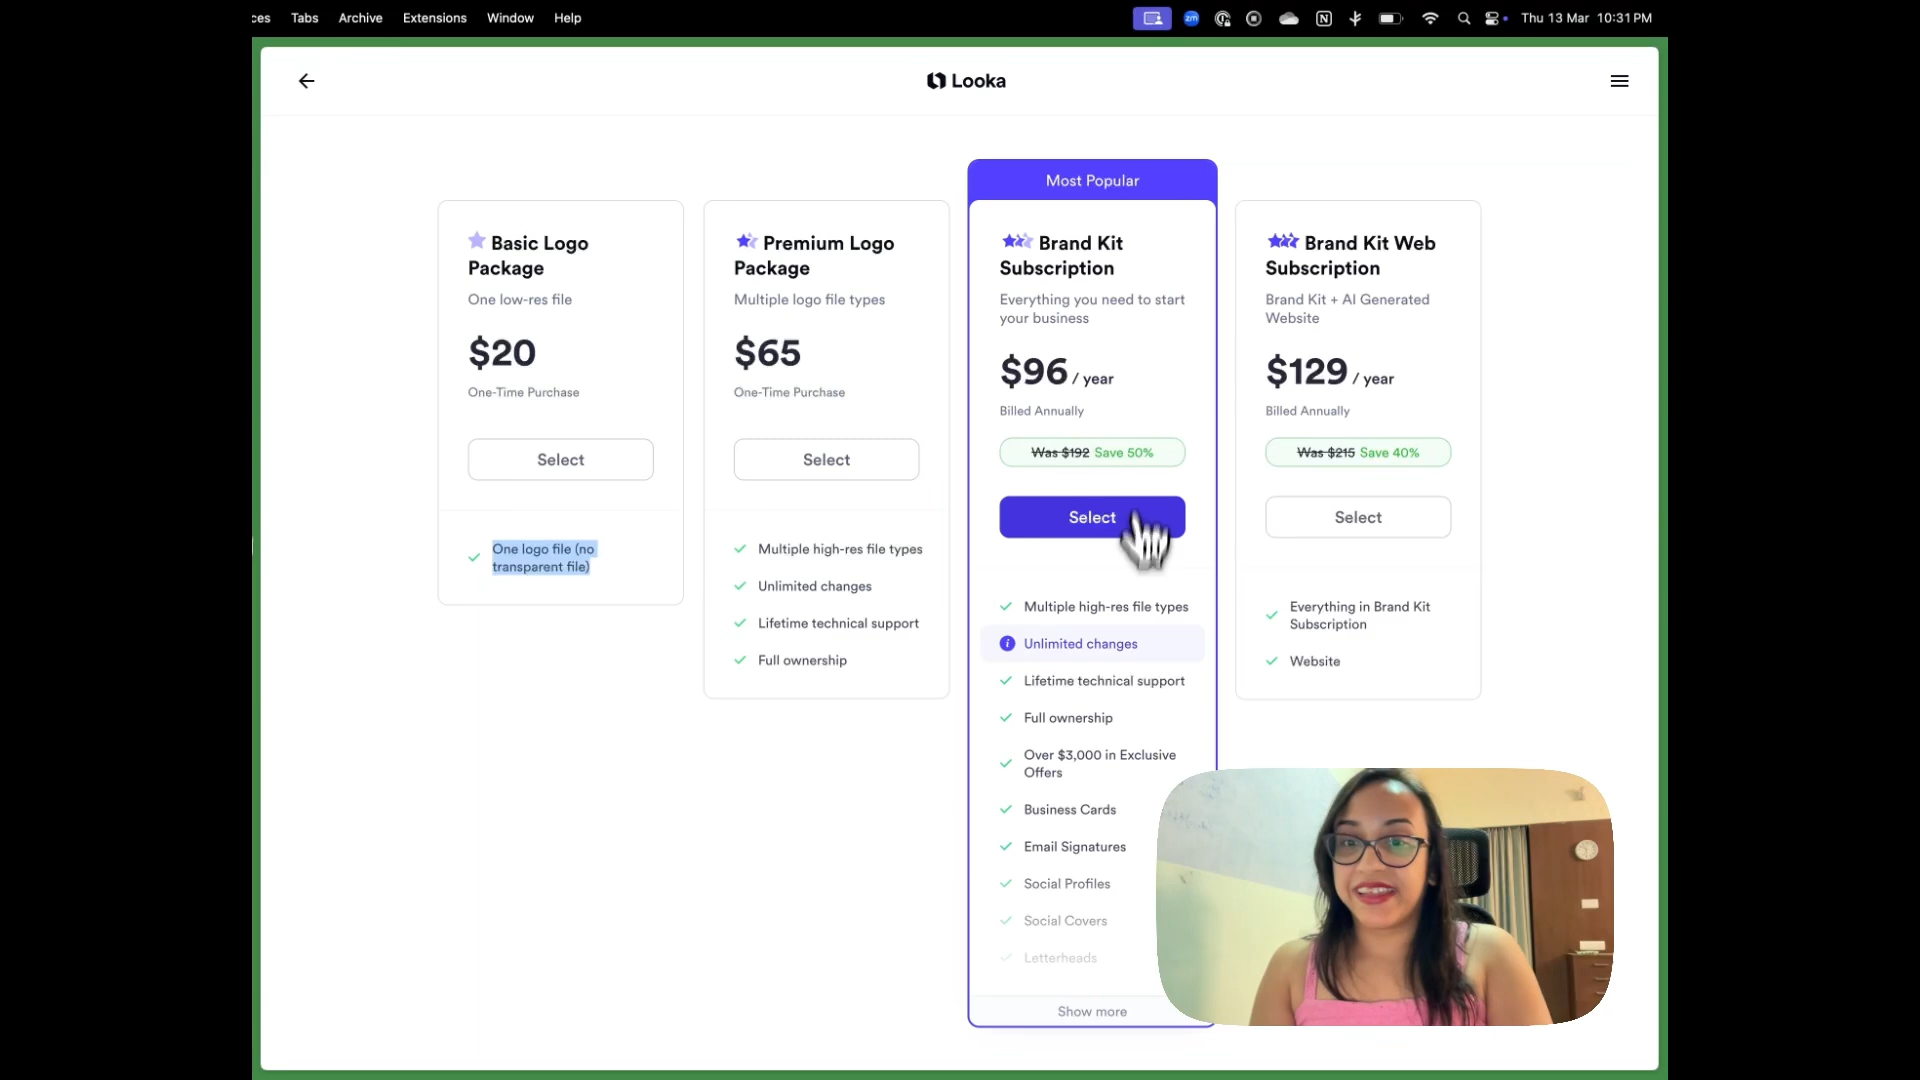 ces Tabs Archive Extensions Window Help
zm
N
Thu 13 Mar 10:31 PM
Looka
Most Popular
Basic Logo
Package
One low-res file
$20
One-Time Purchase
Select
One logo file (no
transparent file)
Premium Logo
Package
Multiple logo file types
$65
One-Time Purchase
Select
Multiple high-res file types
Unlimited changes
Lifetime technical support
Full ownership
Brand Kit
Subscription
Everything you need to start
your business
$96 / year
Billed Annually
Was $192 Save 50%
Select
Multiple high-res file types
i Unlimited changes
Lifetime technical support
Full ownership
Over $3,000 in Exclusive
Offers
Business Cards
Email Signatures
Social Profiles
Social Covers
Letterheads
Show more
Brand Kit Web
Subscription
Brand Kit + AI Generated
Website
$129 / year
Billed Annually
Was $215 Save 40%
Select
Everything in Brand Kit
Subscription
Website